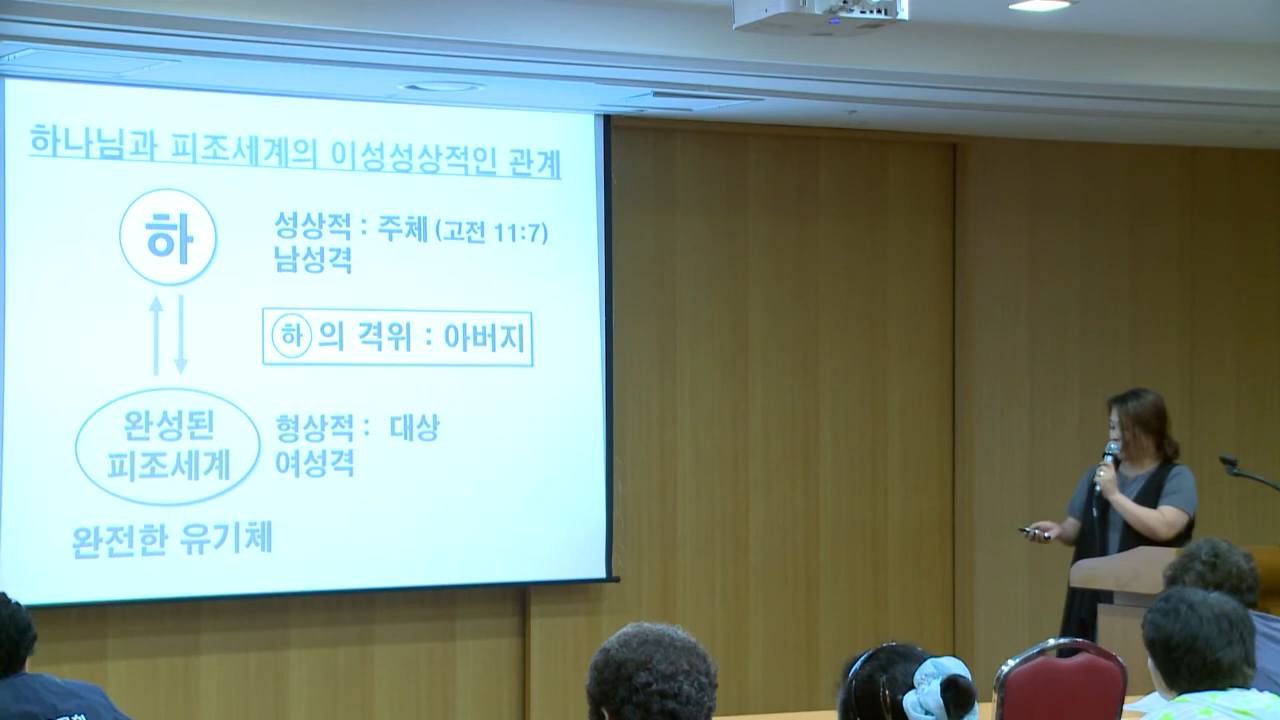 하나님과 피조세계의 이성성상적인 관계
하
성상적 : 주체 (고전 11:7)
남성격
하 의 격위 : 아버지
완성된
피조세계
형상적 : 대상
여성격
완전한 유기체